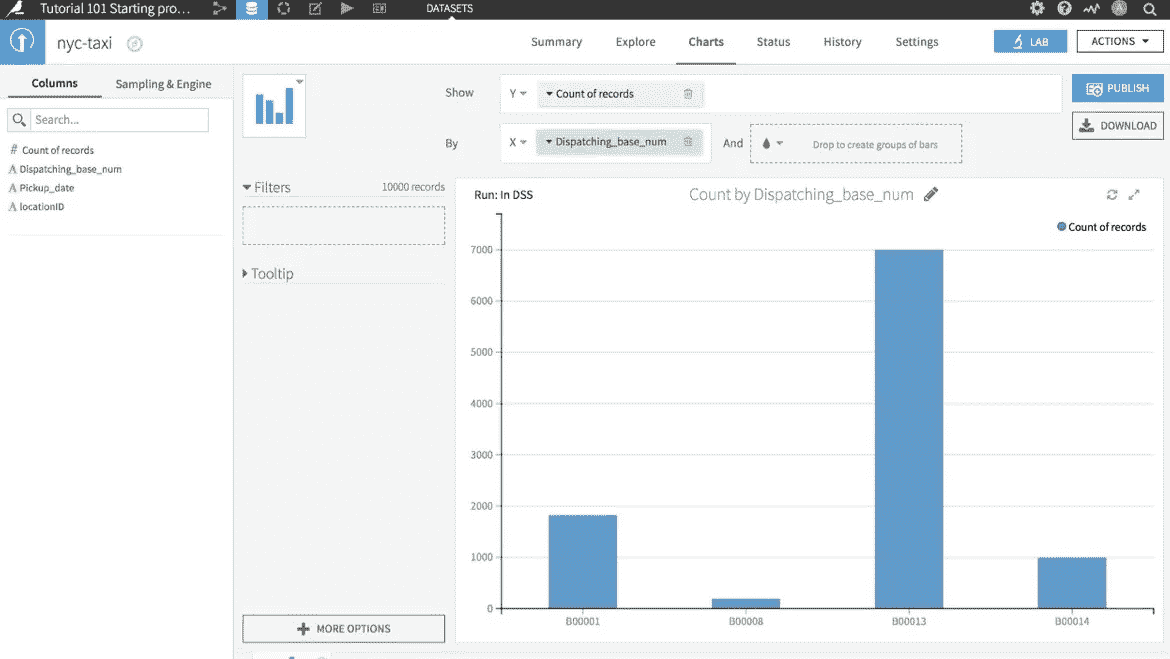 Tutorial 101 Starting pro... DATASETS
nyc-taxi Summary Explore Charts Status History Settings LAB ACTIONS
Columns Sampling & Engine
Search...
# Count of records
A Dispatching_base_num
A Pickup_date
A locationID
Show Y Count of records
PUBLISH
By X Dispatching_base_num And Drop to create groups of bars
DOWNLOAD
Filters 10000 records
Tooltip
MORE OPTIONS
Run: In DSS Count by Dispatching_base_num
Count of records
7000
6000
5000
4000
3000
2000
1000
0
B00001 B00008 B00013 B00014